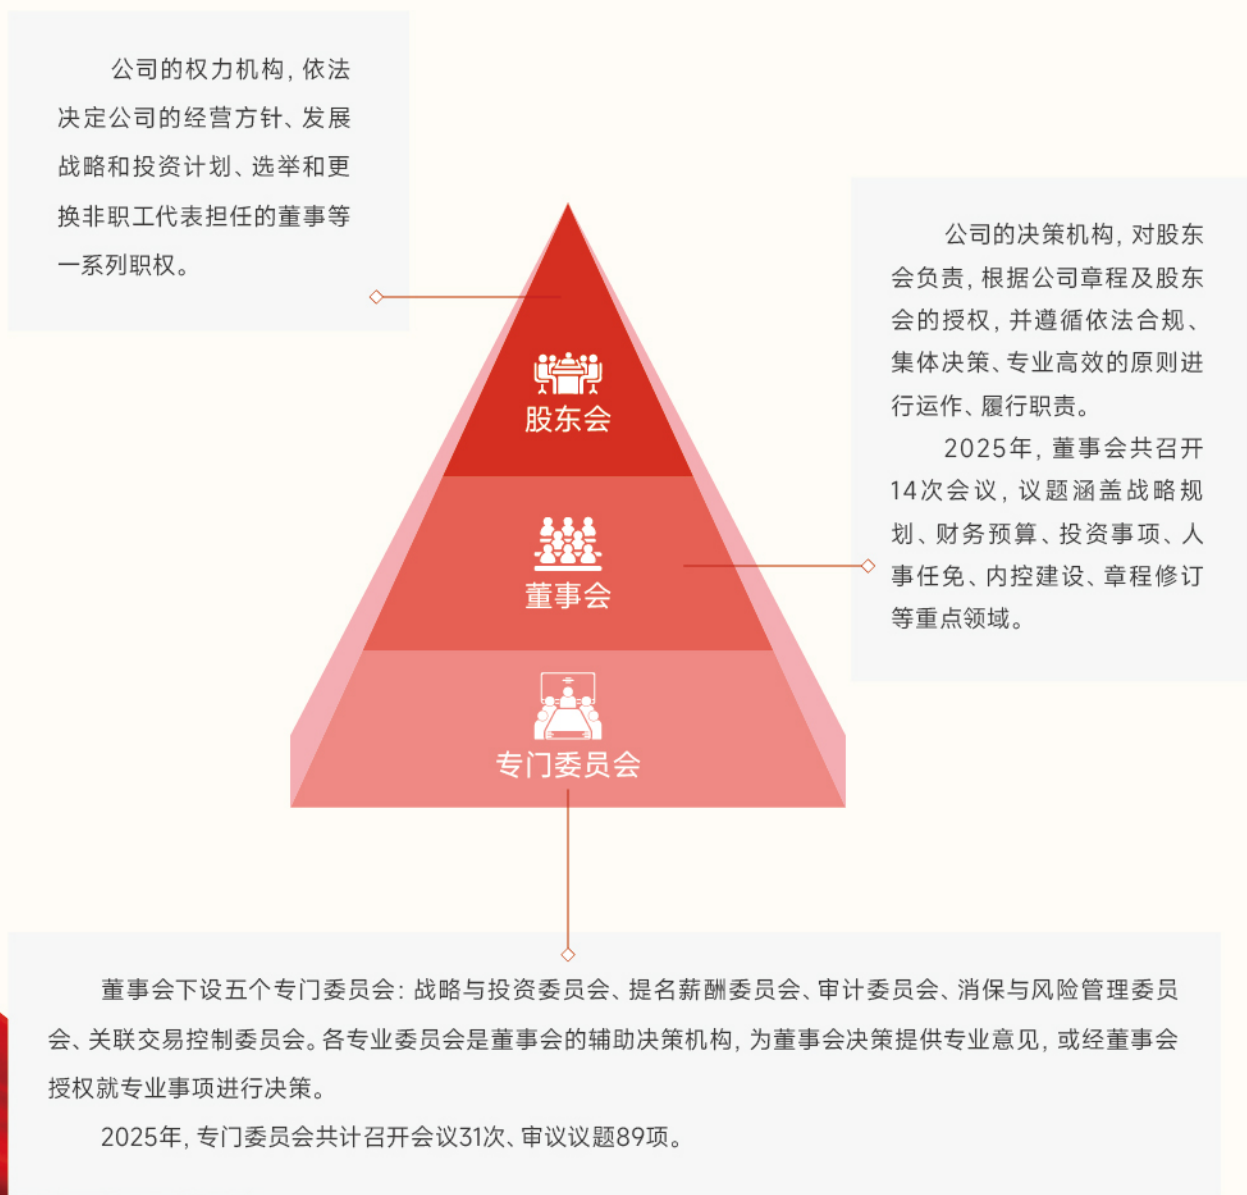 公司的权力机构，依法
决定公司的经营方针、发展
战略和投资计划、选举和更
换非职工代表担任的董事等
一系列职权。
公司的决策机构，对股东
会负责，根据公司章程及股东
会的授权，并遵循依法合规、
集体决策、专业高效的原则进
行运作、履行职责。
2025年，董事会共召开
14次会议，议题涵盖战略规
划、财务预算、投资事项、人
事任免、内控建设、章程修订
等重点领域。
股东会
董事会
专门委员会
董事会下设五个专门委员会：战略与投资委员会、提名薪酬委员会、审计委员会、消保与风险管理委员
会、关联交易控制委员会。各专业委员会是董事会的辅助决策机构，为董事会决策提供专业意见，或经董事会
授权就专业事项进行决策。
2025年，专门委员会共计召开会议31次、审议议题89项。